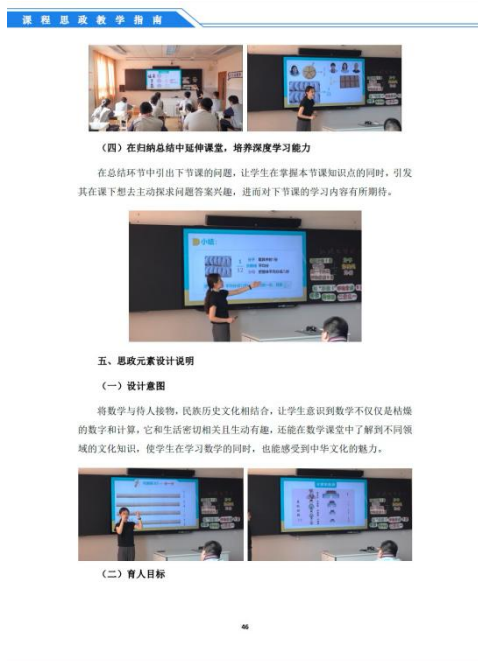 课程思政教学指南
（四）在归纳总结中延伸课堂，培养深度学习能力
在总结环节中引出下节课的问题，让学生在掌握本节课知识点的同时，引发
其在课下想去主动探求问题答案兴趣，进而对下节课的学习内容有所期待。
小结：
五、思政元素设计说明
（一）设计意图
将数学与待人接物，民族历史文化相结合，让学生意识到数学不仅仅是枯燥
的数字和计算，它和生活密切相关且生动有趣，还能在数学课堂中了解到不同领
域的文化知识，使学生在学习数学的同时，也能感受到中华文化的魅力。
（二）育人目标
46